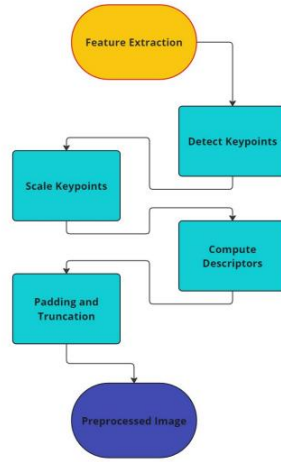 Feature Extraction
Detect Keypoints
Scale Keypoints
Compute
Descriptors
Padding and
Truncation
Preprocessed Image